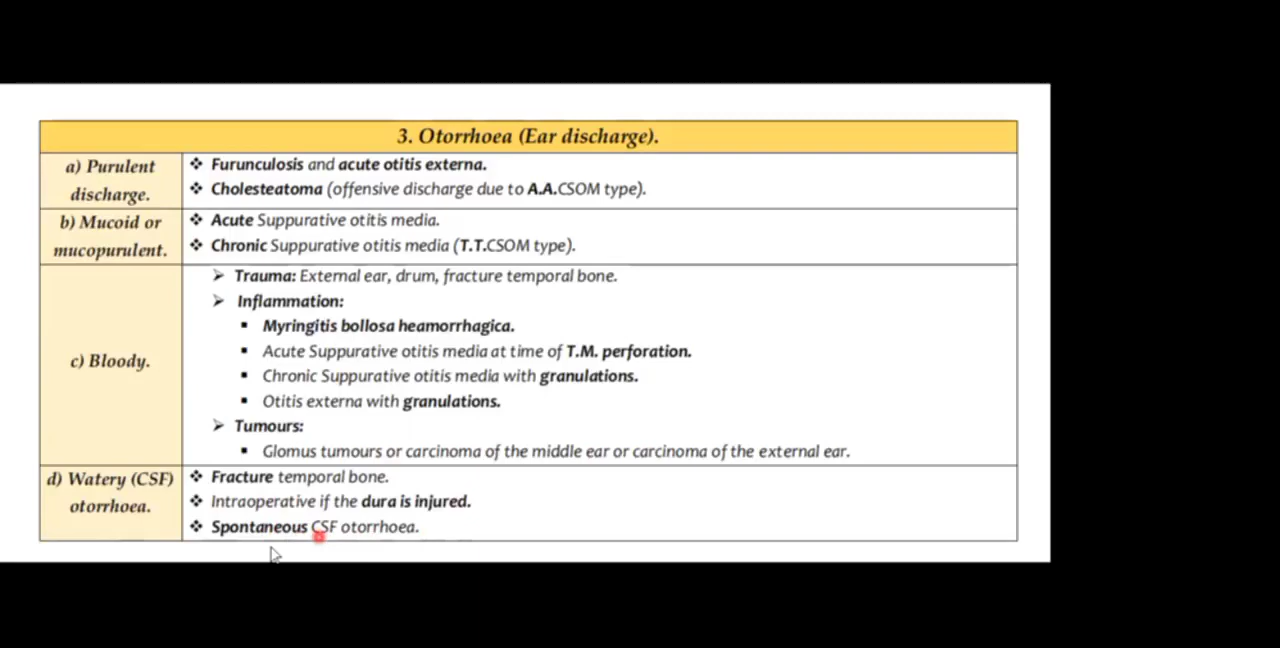 3. Otorrhoea (Ear discharge).
a) Purulent
discharge.
❖ Furunculosis and acute otitis externa.
❖ Cholesteatoma (offensive discharge due to A.A.CSOM type).
b) Mucoid or
mucopurulent.
❖ Acute Suppurative otitis media.
❖ Chronic Suppurative otitis media (T.T.CSOM type).
c) Bloody.
➢ Trauma: External ear, drum, fracture temporal bone.
➢ Inflammation:
▪ Myringitis bollosa heamorrhagica.
▪ Acute Suppurative otitis media at time of T.M. perforation.
▪ Chronic Suppurative otitis media with granulations.
▪ Otitis externa with granulations.
➢ Tumours:
▪ Glomus tumours or carcinoma of the middle ear or carcinoma of the external ear.
d) Watery (CSF)
otorrhoea.
❖ Fracture temporal bone.
❖ Intraoperative if the dura is injured.
❖ Spontaneous CSF otorrhoea.